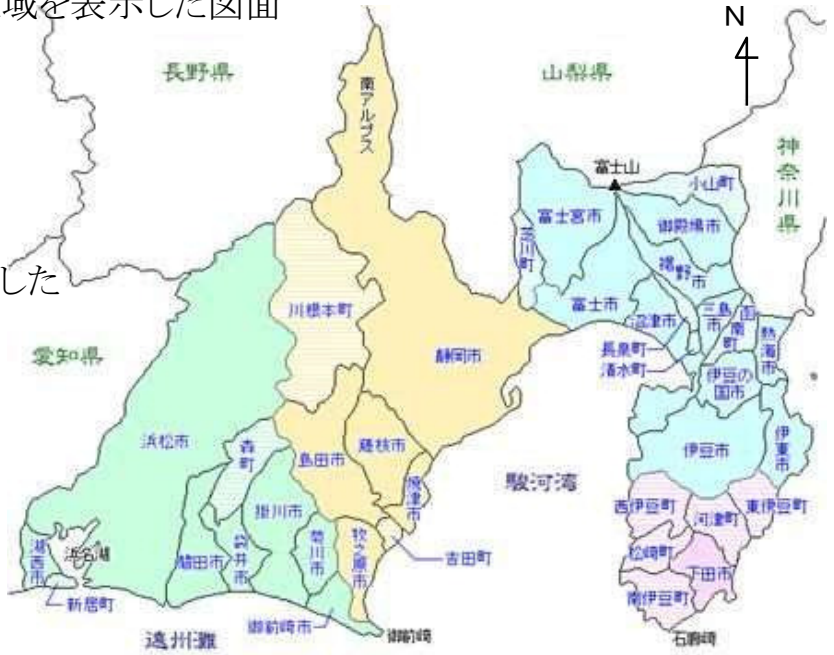 域を表示した図面
した
N
長野県
山梨県
神奈川県
愛知県
南アルプス
富士山
小山町
富士宮市
御殿場市
芝川町
裾野市
富士市
沼津市
三島市
函南町
熱海市
長泉町
清水町
伊豆の国市
川根本町
静岡市
浜松市
森町
島田市
藤枝市
焼津市
駿河湾
伊豆市
伊東市
西伊豆町
河津町
東伊豆町
松崎町
下田市
南伊豆町
石廊崎
掛川市
菊川市
牧之原市
吉田町
磐田市
袋井市
湖西市
浜名湖
新居町
御前崎市
御前崎
遠州灘